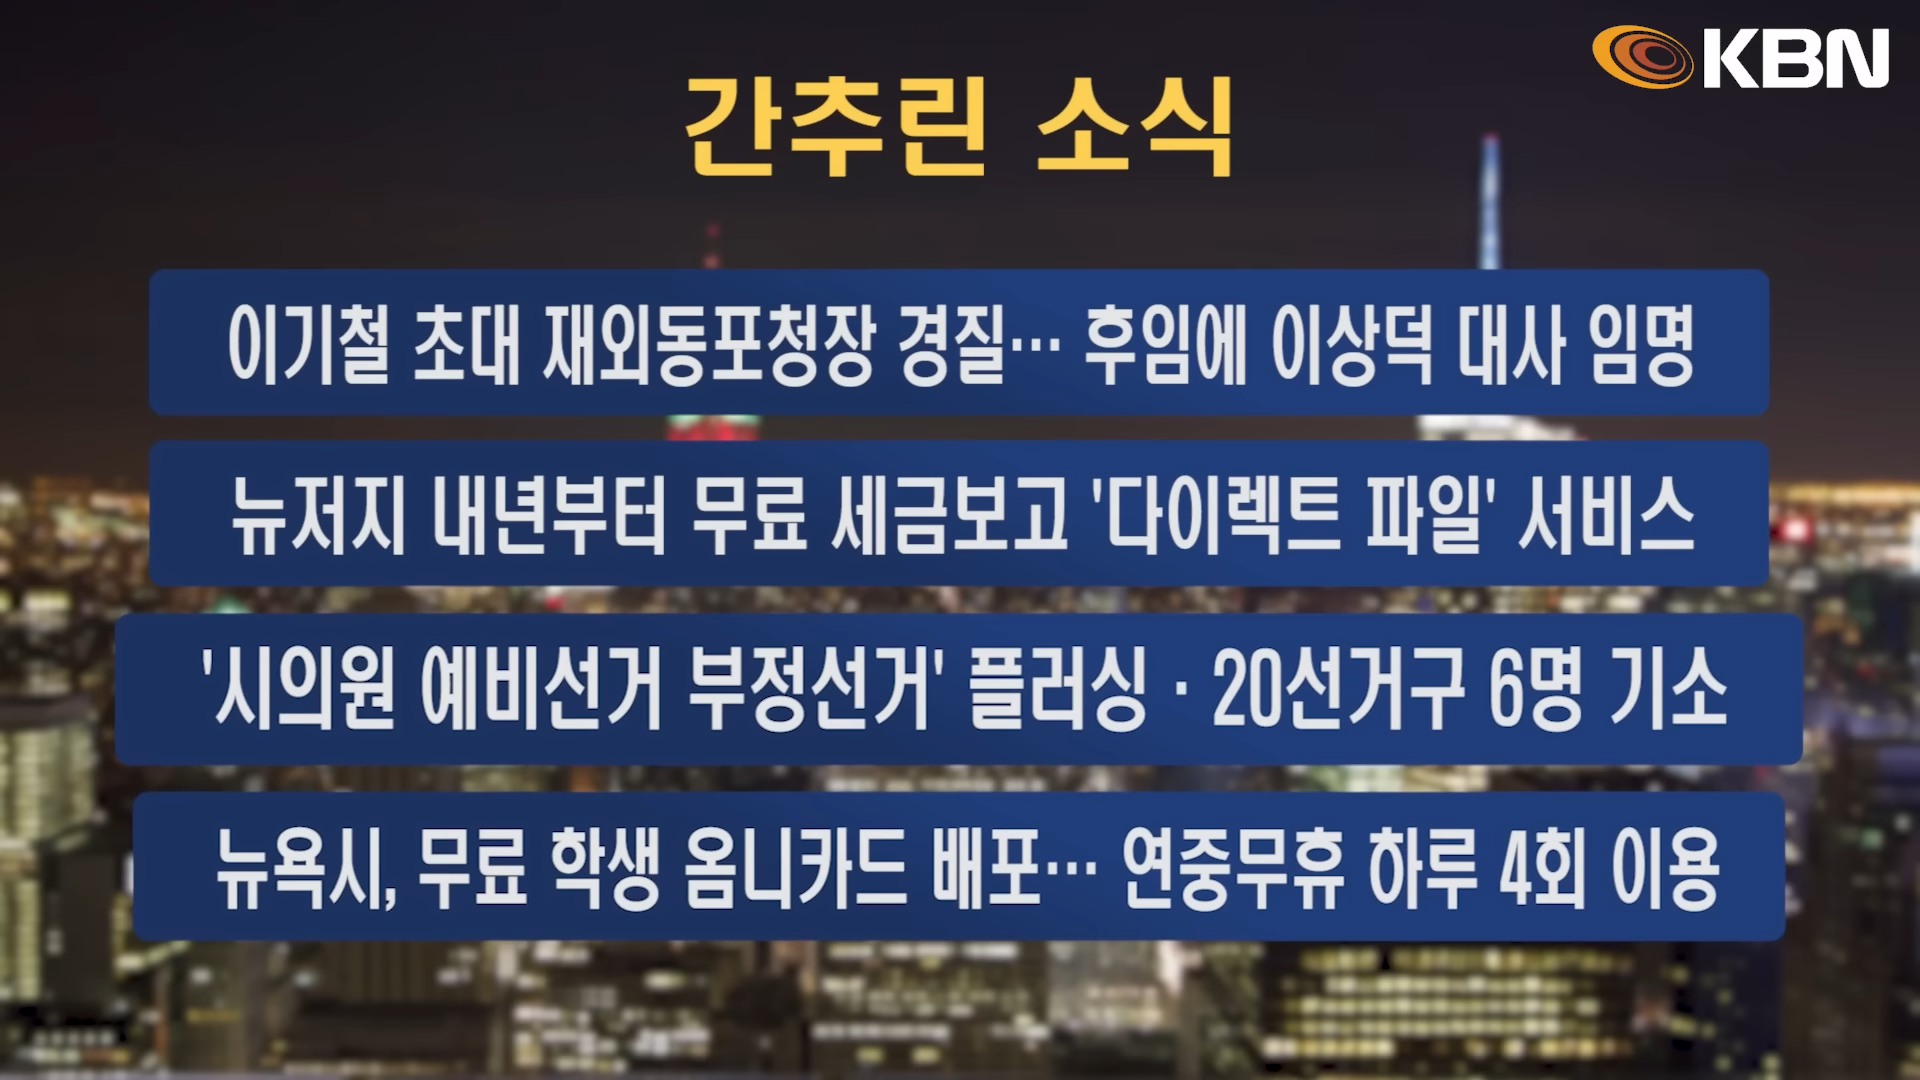 KBN
간추린 소식
이기철 초대 재외동포청장 경질… 후임에 이상덕 대사 임명
뉴저지 내년부터 무료 세금보고 '다이렉트 파일' 서비스
'시의원 예비선거 부정선거' 플러싱 · 20선거구 6명 기소
뉴욕시, 무료 학생 옴니카드 배포… 연중무휴 하루 4회 이용